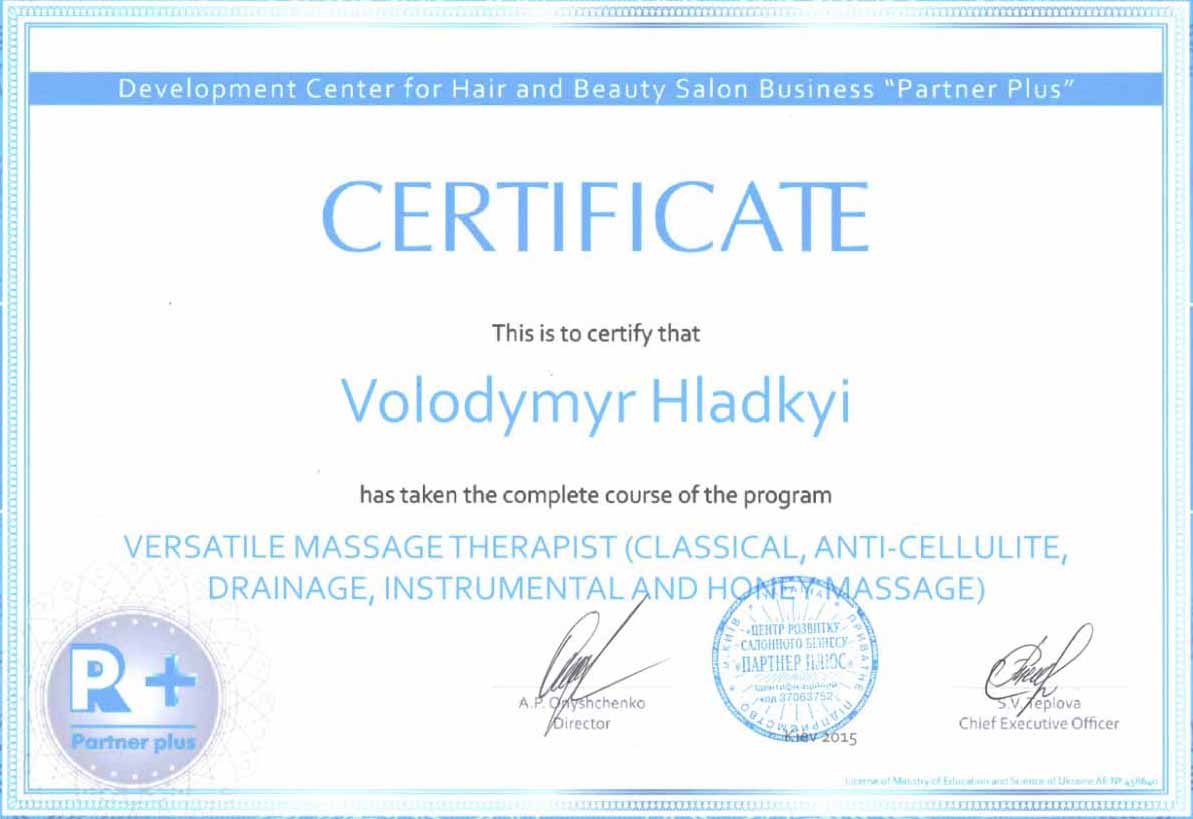 Development Center for Hair and Beauty Salon Business “Partner Plus”
CERTIFICATE
This is to certify that
Volodymyr Hladkyi
has taken the complete course of the program
VERSATILE MASSAGE THERAPIST (CLASSICAL, ANTI-CELLULITE,
DRAINAGE, INSTRUMENTAL AND HONEY MASSAGE)
P+
Partner plus
A.P. Onyshchenko
Director
м. КИЇВ * УКРАЇНА * ПРИВАТНЕ ПІДПРИЄМСТВО
«ЦЕНТР РОЗВИТКУ
САЛОННОГО БІЗНЕСУ
«ПАРТНЕР ПЛЮС»
Ідентифікаційний
код 37063752
Kiev 2015
S.V. Teplova
Chief Executive Officer
License of Ministry of Education and Science of Ukraine AE №